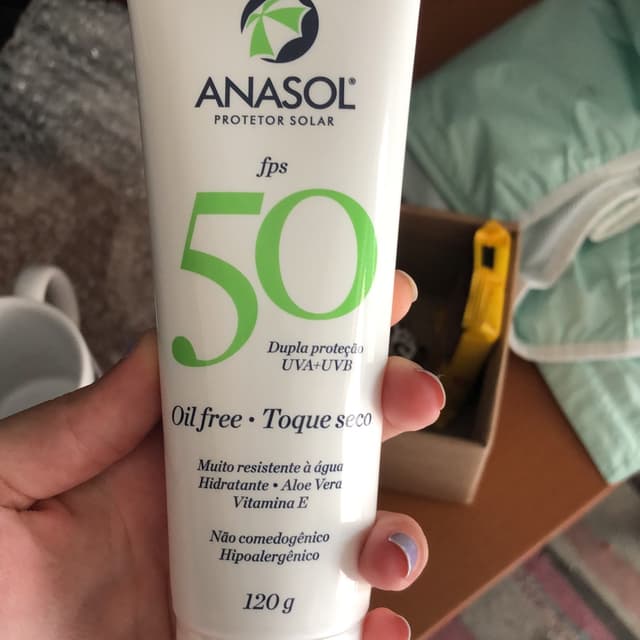 ANASOL®
PROTETOR SOLAR
fps
50
Dupla proteção
UVA+UVB
Oil free • Toque seco
Muito resistente à água
Hidratante • Aloe Vera
Vitamina E
Não comedogênico
Hipoalergênico
120 g